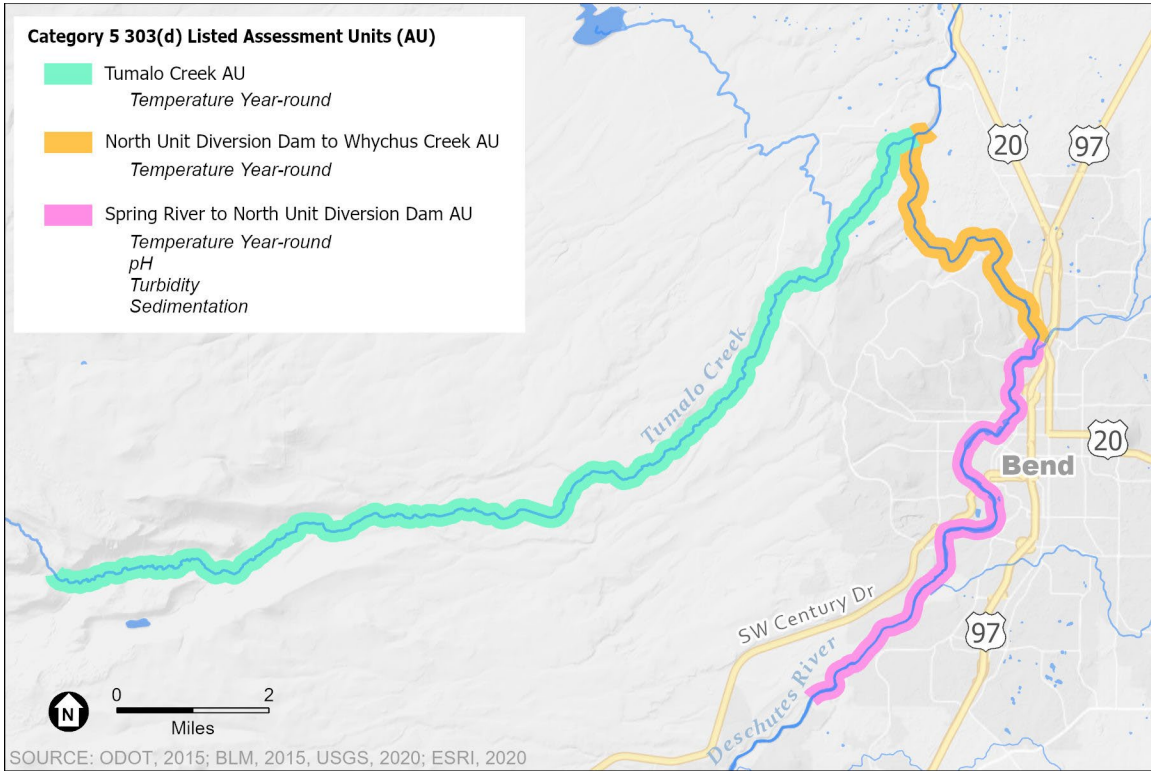 Category 5 303(d) Listed Assessment Units (AU)
Tumalo Creek AU
Temperature Year-round
North Unit Diversion Dam to Whychus Creek AU
Temperature Year-round
Spring River to North Unit Diversion Dam AU
Temperature Year-round
pH
Turbidity
Sedimentation
20
97
Tumalo Creek
20
Bend
SW Century Dr
97
Deschutes River
N
0 2
Miles
SOURCE: ODOT, 2015; BLM, 2015, USGS, 2020; ESRI, 2020